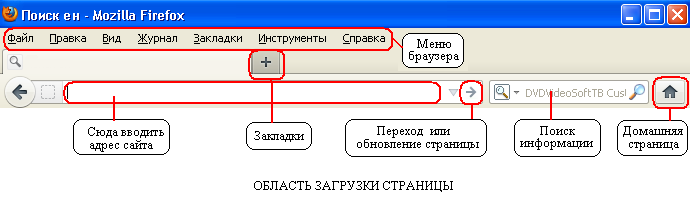 Поиск ен - Mozilla Firefox
Файл Правка Вид Журнал Закладки Инструменты Справка
Меню
браузера
DVDVideoSoftTB Cust
Сюда вводить
адрес сайта
Закладки
Переход или
обновление страницы
Поиск
информации
Домашняя
страница
ОБЛАСТЬ ЗАГРУЗКИ СТРАНИЦЫ